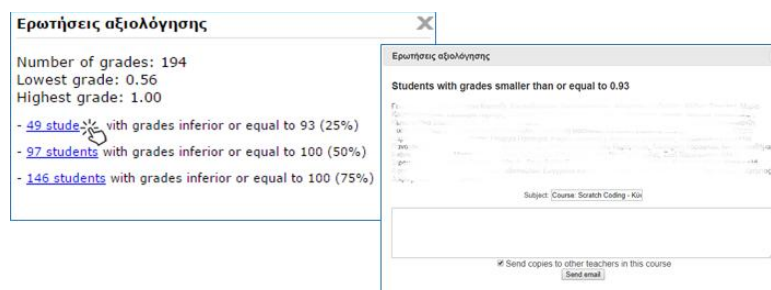 Ερωτήσεις αξιολόγησης
Number of grades: 194
Lowest grade: 0.56
Highest grade: 1.00
- 49 stude with grades inferior or equal to 93 (25%)
- 97 students with grades inferior or equal to 100 (50%)
- 146 students with grades inferior or equal to 100 (75%)
Ερωτήσεις αξιολόγησης
Students with grades smaller than or equal to 0.93
Subject: Course: Scratch Coding - Κύκ
Send copies to other teachers in this course
Send email